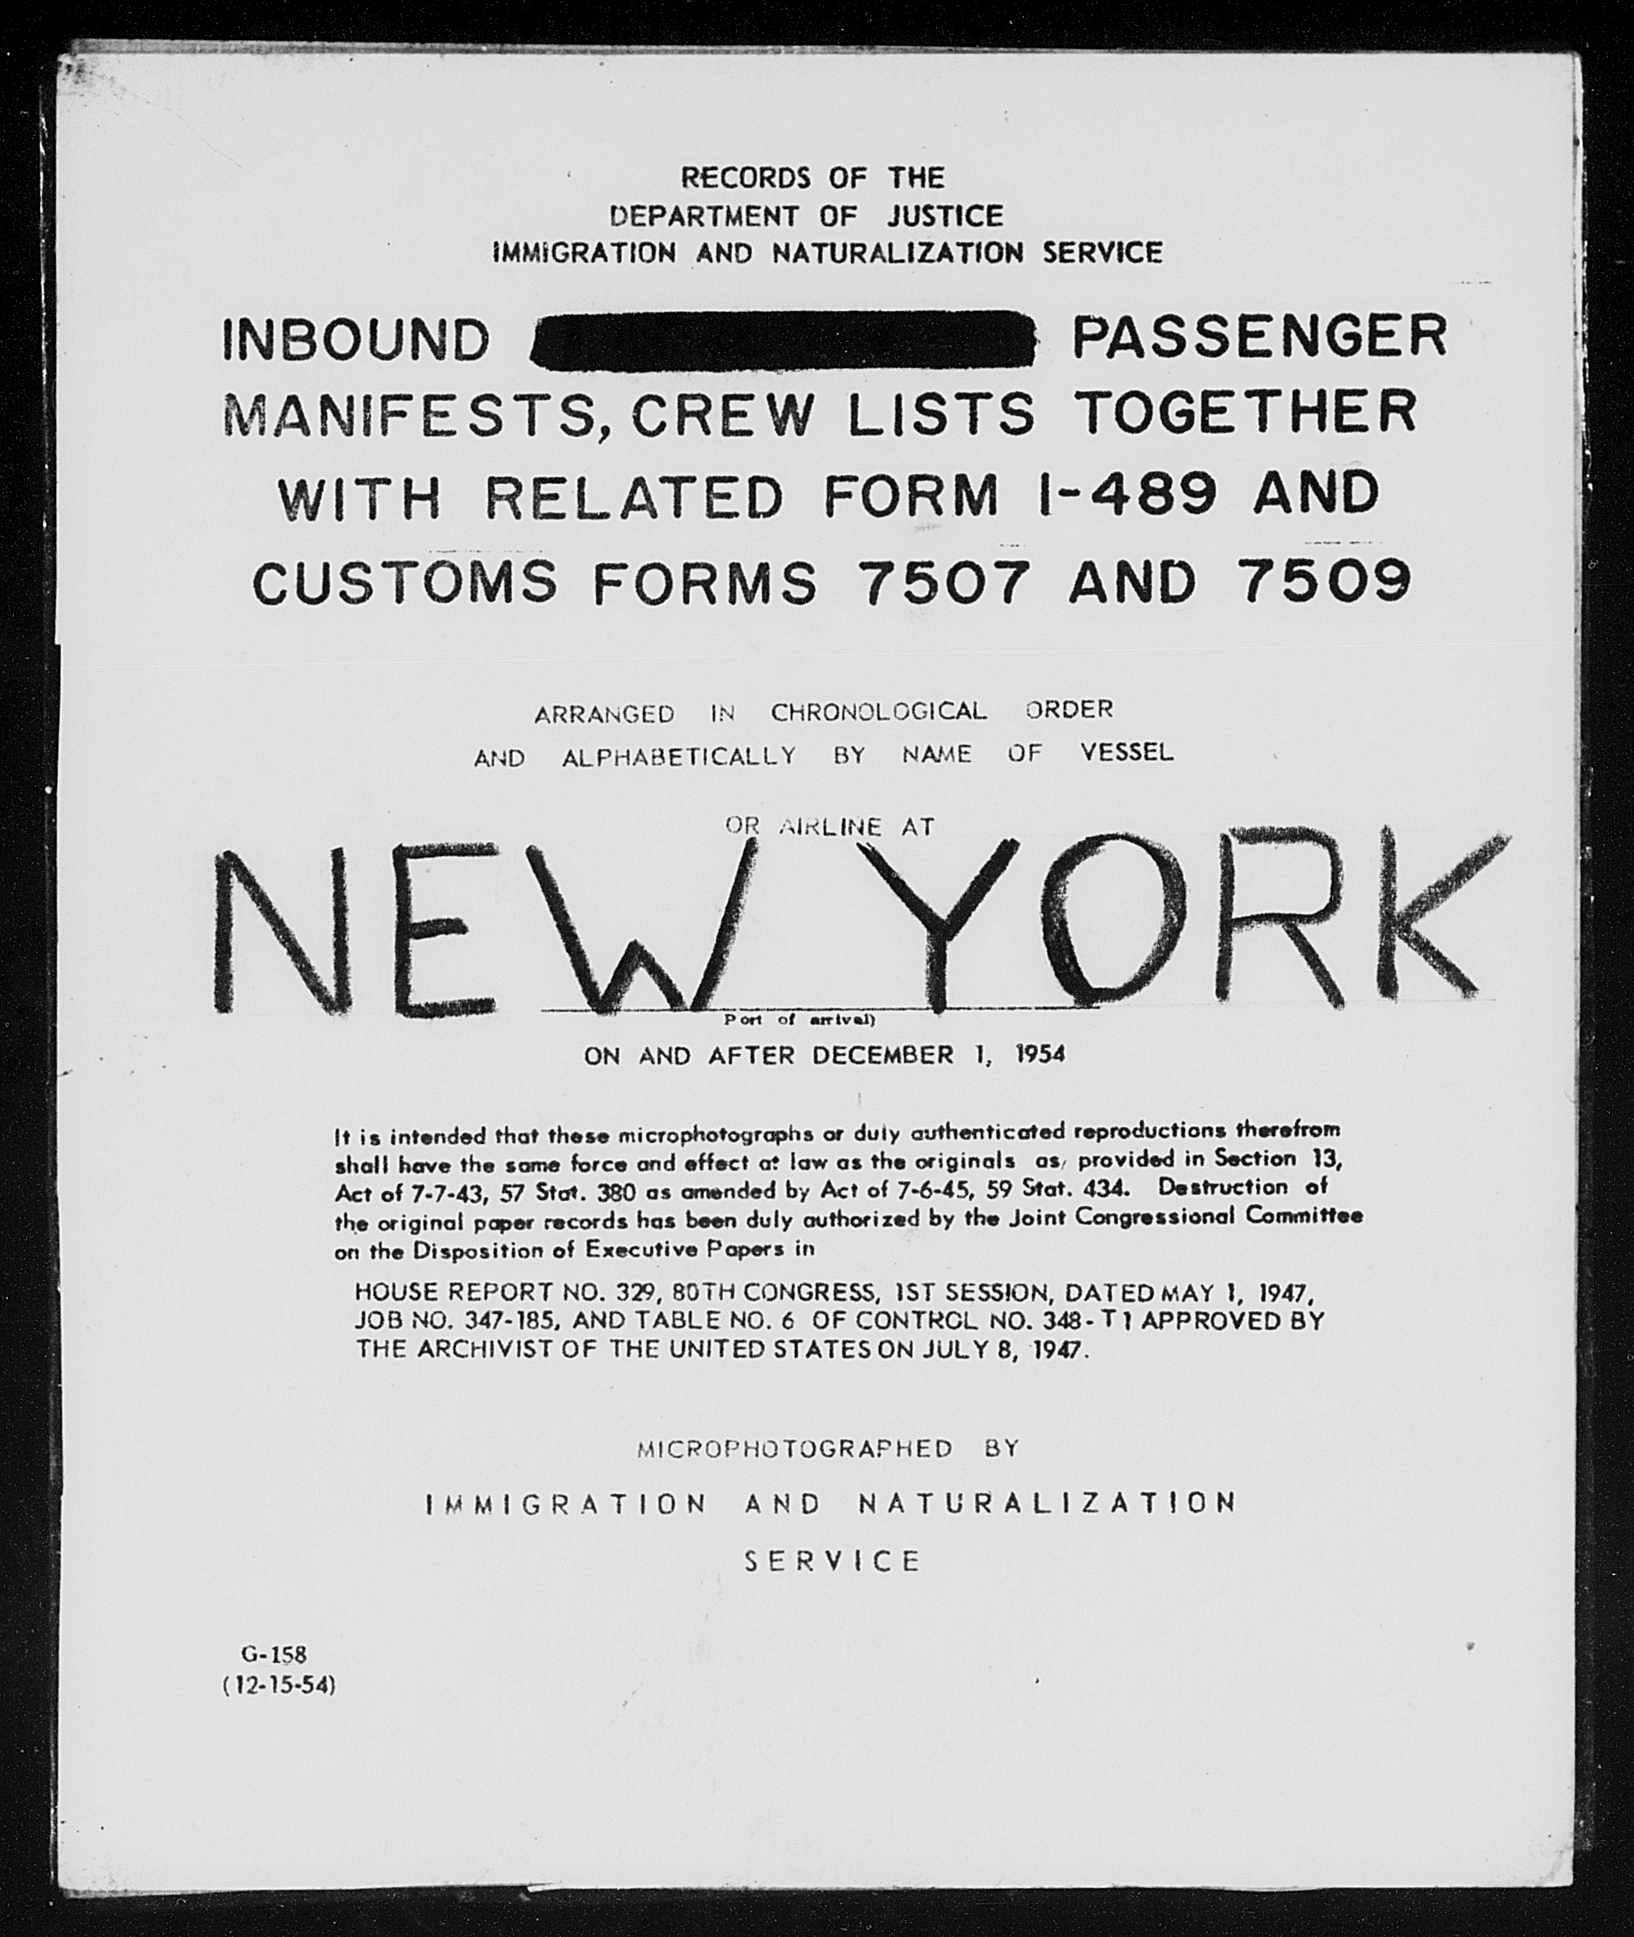 RECORDS OF THE
DEPARTMENT OF JUSTICE
IMMIGRATION AND NATURALIZATION SERVICE
INBOUND PASSENGER
MANIFESTS, CREW LISTS TOGETHER
WITH RELATED FORM I-489 AND
CUSTOMS FORMS 7507 AND 7509
ARRANGED IN CHRONOLOGICAL ORDER
AND ALPHABETICALLY BY NAME OF VESSEL
OR AIRLINE AT
NEW YORK
Port of arrival)
ON AND AFTER DECEMBER 1, 1954
It is intended that these microphotographs or duly authenticated reproductions therefrom
shall have the same force and effect at law as the originals as, provided in Section 13,
Act of 7-7-43, 57 Stat. 380 as amended by Act of 7-6-45, 59 Stat. 434. Destruction of
the original paper records has been duly authorized by the Joint Congressional Committee
on the Disposition of Executive Papers in
HOUSE REPORT NO. 329, 80TH CONGRESS, 1ST SESSION, DATED MAY 1, 1947,
JOB NO. 347-185, AND TABLE NO. 6 OF CONTROL NO. 348-T1 APPROVED BY
THE ARCHIVIST OF THE UNITED STATES ON JULY 8, 1947.
MICROPHOTOGRAPHED BY
IMMIGRATION AND NATURALIZATION
SERVICE
G-158
(12-15-54)